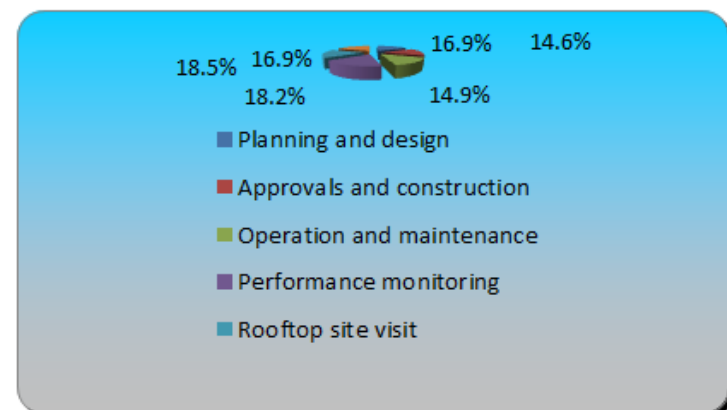 16.9% 14.6%
18.5% 16.9%
18.2% 14.9%
Planning and design
Approvals and construction
Operation and maintenance
Performance monitoring
Rooftop site visit